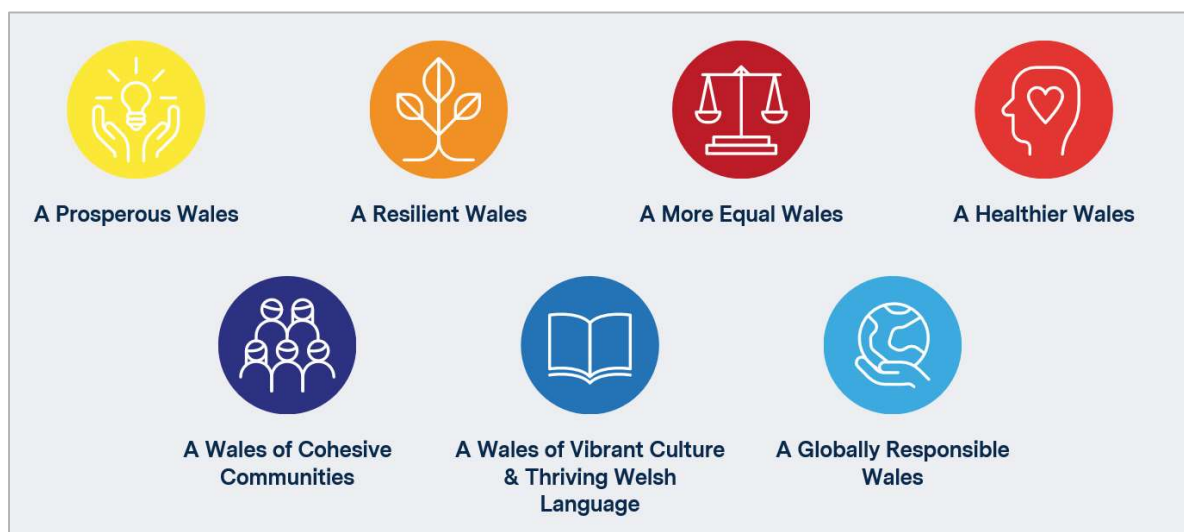 A Prosperous Wales
A Resilient Wales
A More Equal Wales
A Healthier Wales
A Wales of Cohesive
Communities
A Wales of Vibrant Culture
& Thriving Welsh
Language
A Globally Responsible
Wales